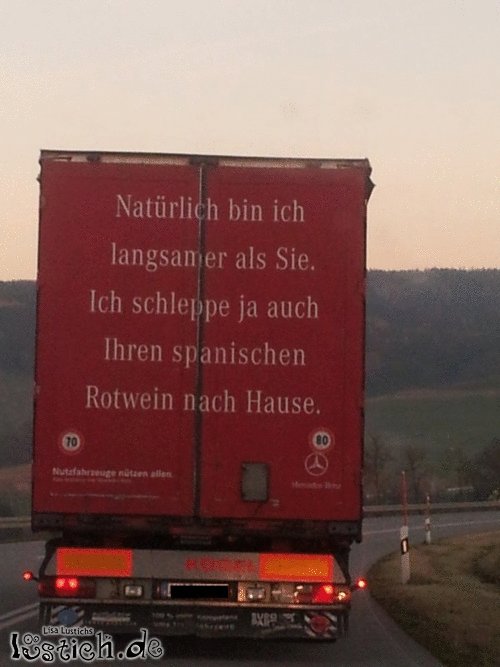 Natürlich bin ich
langsamer als Sie.
Ich schleppe ja auch
Ihren spanischen
Rotwein nach Hause.
70
80
Nutzfahrzeuge nützen allen.
Mercedes-Benz
KÖGEL
Lisa Lustichs
lustich.de